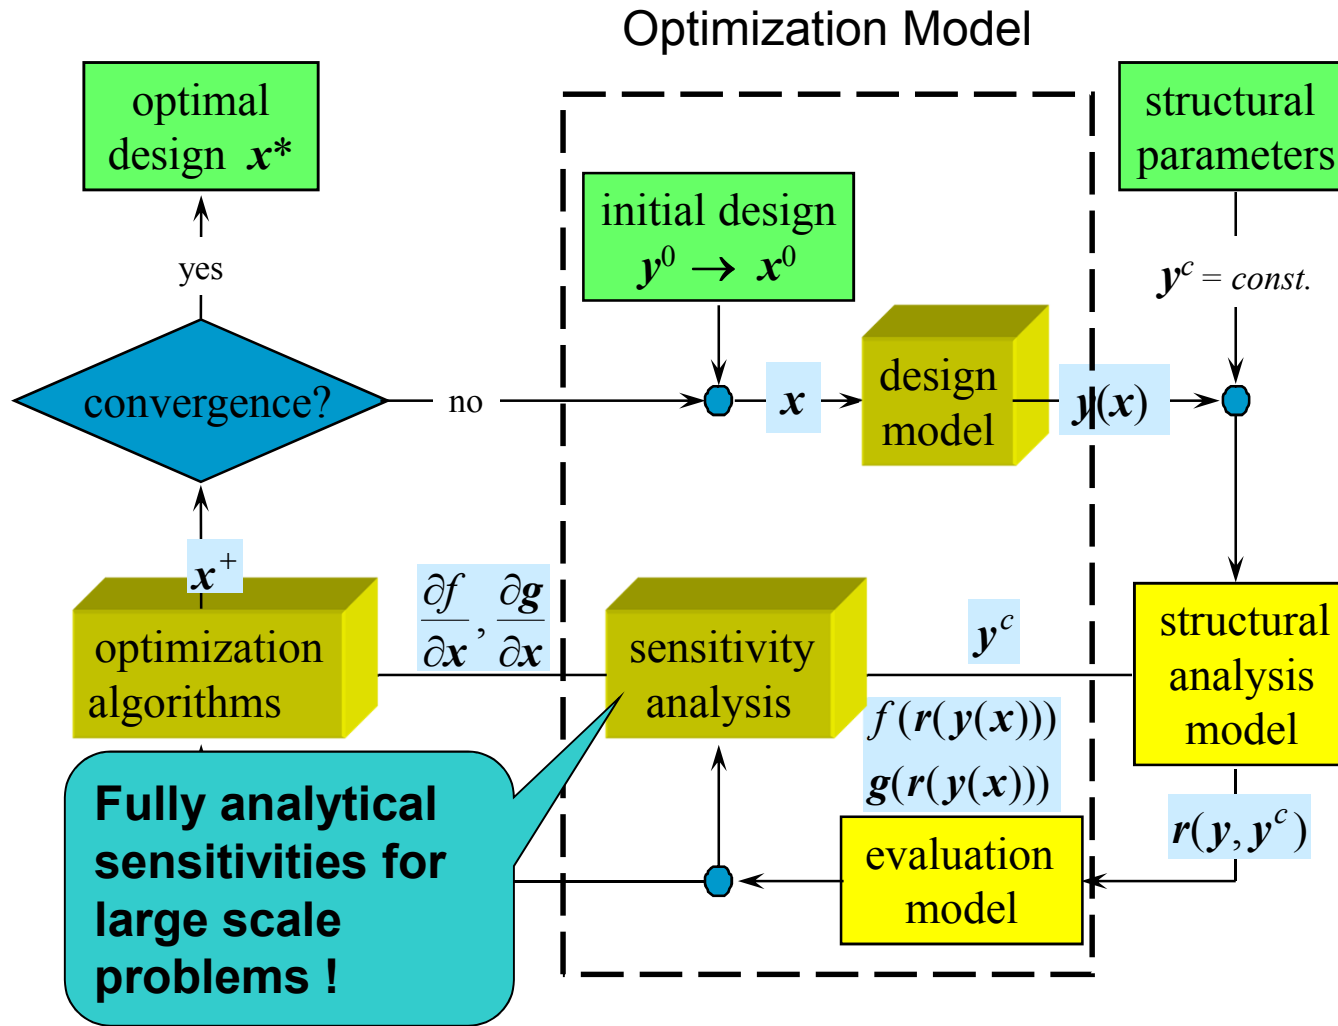 Optimization Model
optimal
design x*
structural
parameters
initial design
y⁰ → x⁰
yes
yᶜ = const.
convergence?
no
x
design
model
y(x)
x⁺
∂f/∂x, ∂g/∂x
optimization
algorithms
sensitivity
analysis
yᶜ
structural
analysis
model
f(r(y(x)))
g(r(y(x)))
Fully analytical
sensitivities for
large scale
problems !
evaluation
model
r(y, yᶜ)